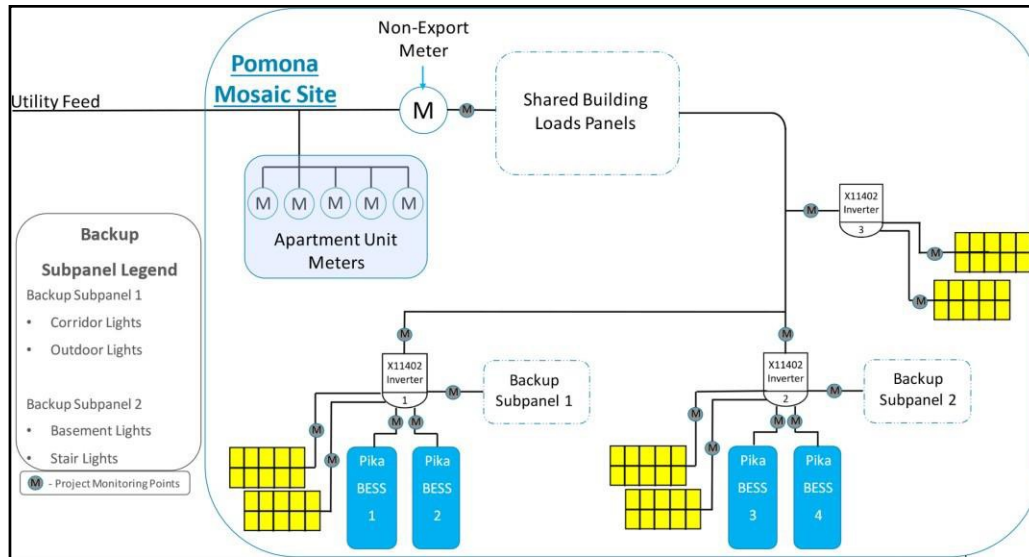 Non-Export
Meter
Pomona
Mosaic Site
Utility Feed
M
M
Shared Building
Loads Panels
M M M M M
Apartment Unit
Meters
X11402
Inverter
3
M
M
M
Backup
Subpanel Legend
Backup Subpanel 1
• Corridor Lights
• Outdoor Lights
Backup Subpanel 2
• Basement Lights
• Stair Lights
M - Project Monitoring Points
M
X11402
Inverter
1
M
Backup
Subpanel 1
M
M
M
M
Pika
BESS
1
Pika
BESS
2
M
X11402
Inverter
2
M
Backup
Subpanel 2
M
M
M
M
Pika
BESS
3
Pika
BESS
4